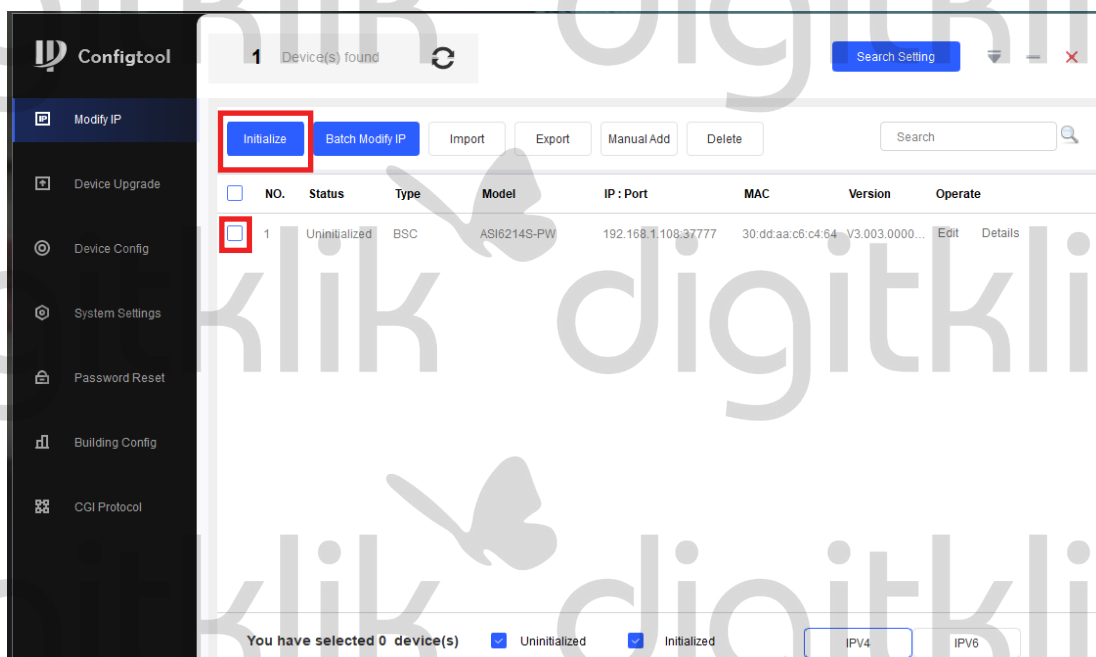 Configtool
1 Device(s) found
Search Setting
Modify IP
Device Upgrade
Device Config
System Settings
Password Reset
Building Config
CGI Protocol
Initialize Batch Modify IP Import Export Manual Add Delete Search
NO. Status Type Model IP : Port MAC Version Operate
1 Uninitialized BSC ASI6214S-PW 192.168.1.108:37777 30:dd:aa:c6:c4:64 V3.003.0000... Edit Details
You have selected 0 device(s) Uninitialized Initialized IPV4 IPV6
digitklik
digitklik